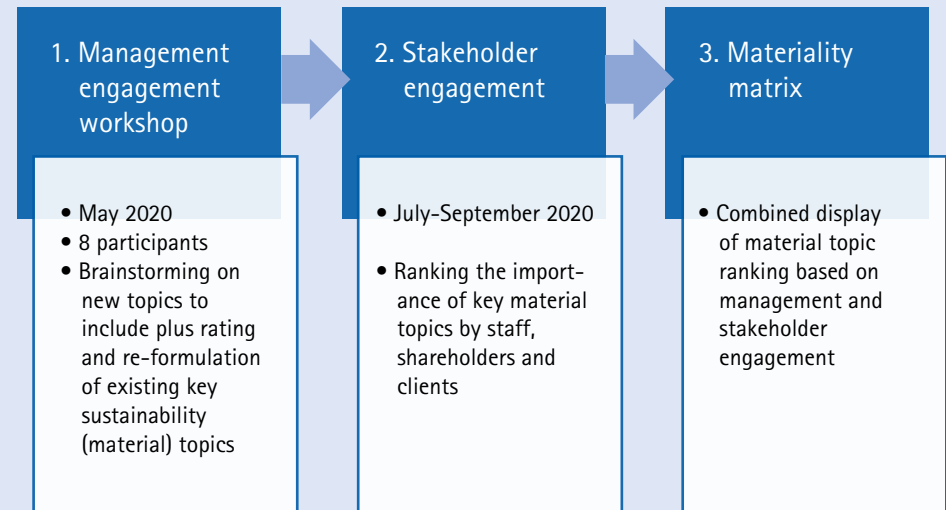 1. Management
engagement
workshop
• May 2020
• 8 participants
• Brainstorming on
new topics to
include plus rating
and re-formulation
of existing key
sustainability
(material) topics
2. Stakeholder
engagement
• July-September 2020
• Ranking the import-
ance of key material
topics by staff,
shareholders and
clients
3. Materiality
matrix
• Combined display
of material topic
ranking based on
management and
stakeholder
engagement